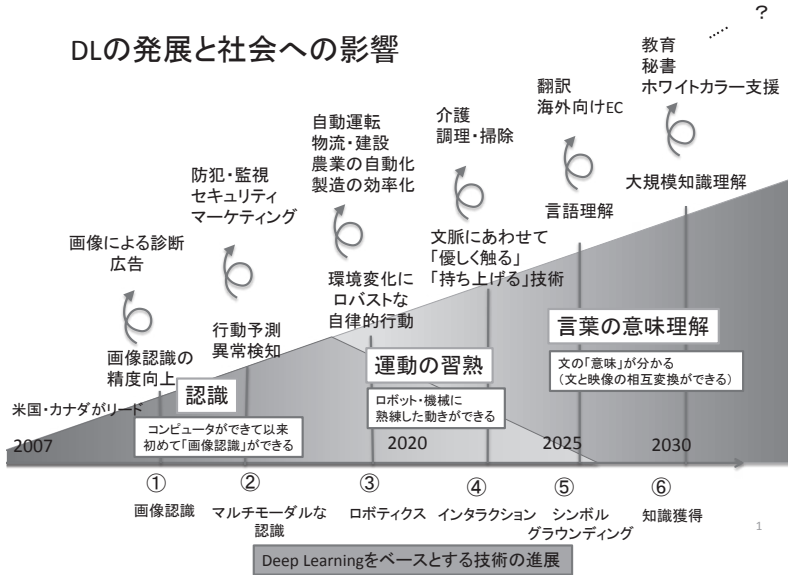 DLの発展と社会への影響
?
教育
秘書
ホワイトカラー支援
翻訳
海外向けEC
介護
調理・掃除
自動運転
物流・建設
農業の自動化
製造の効率化
防犯・監視
セキュリティ
マーケティング
画像による診断
広告
大規模知識理解
言語理解
文脈にあわせて
「優しく触る」
「持ち上げる」技術
環境変化に
ロバストな
自律的行動
行動予測
異常検知
画像認識の
精度向上
米国・カナダがリード
認識
コンピュータができて以来
初めて「画像認識」ができる
運動の習熟
ロボット・機械に
熟練した動きができる
言葉の意味理解
文の「意味」が分かる
(文と映像の相互変換ができる)
2007
2020
2025
2030
①
画像認識
②
マルチモーダルな
認識
③
ロボティクス
④
インタラクション
⑤
シンボル
グラウンディング
⑥
知識獲得
Deep Learningをベースとする技術の進展
1